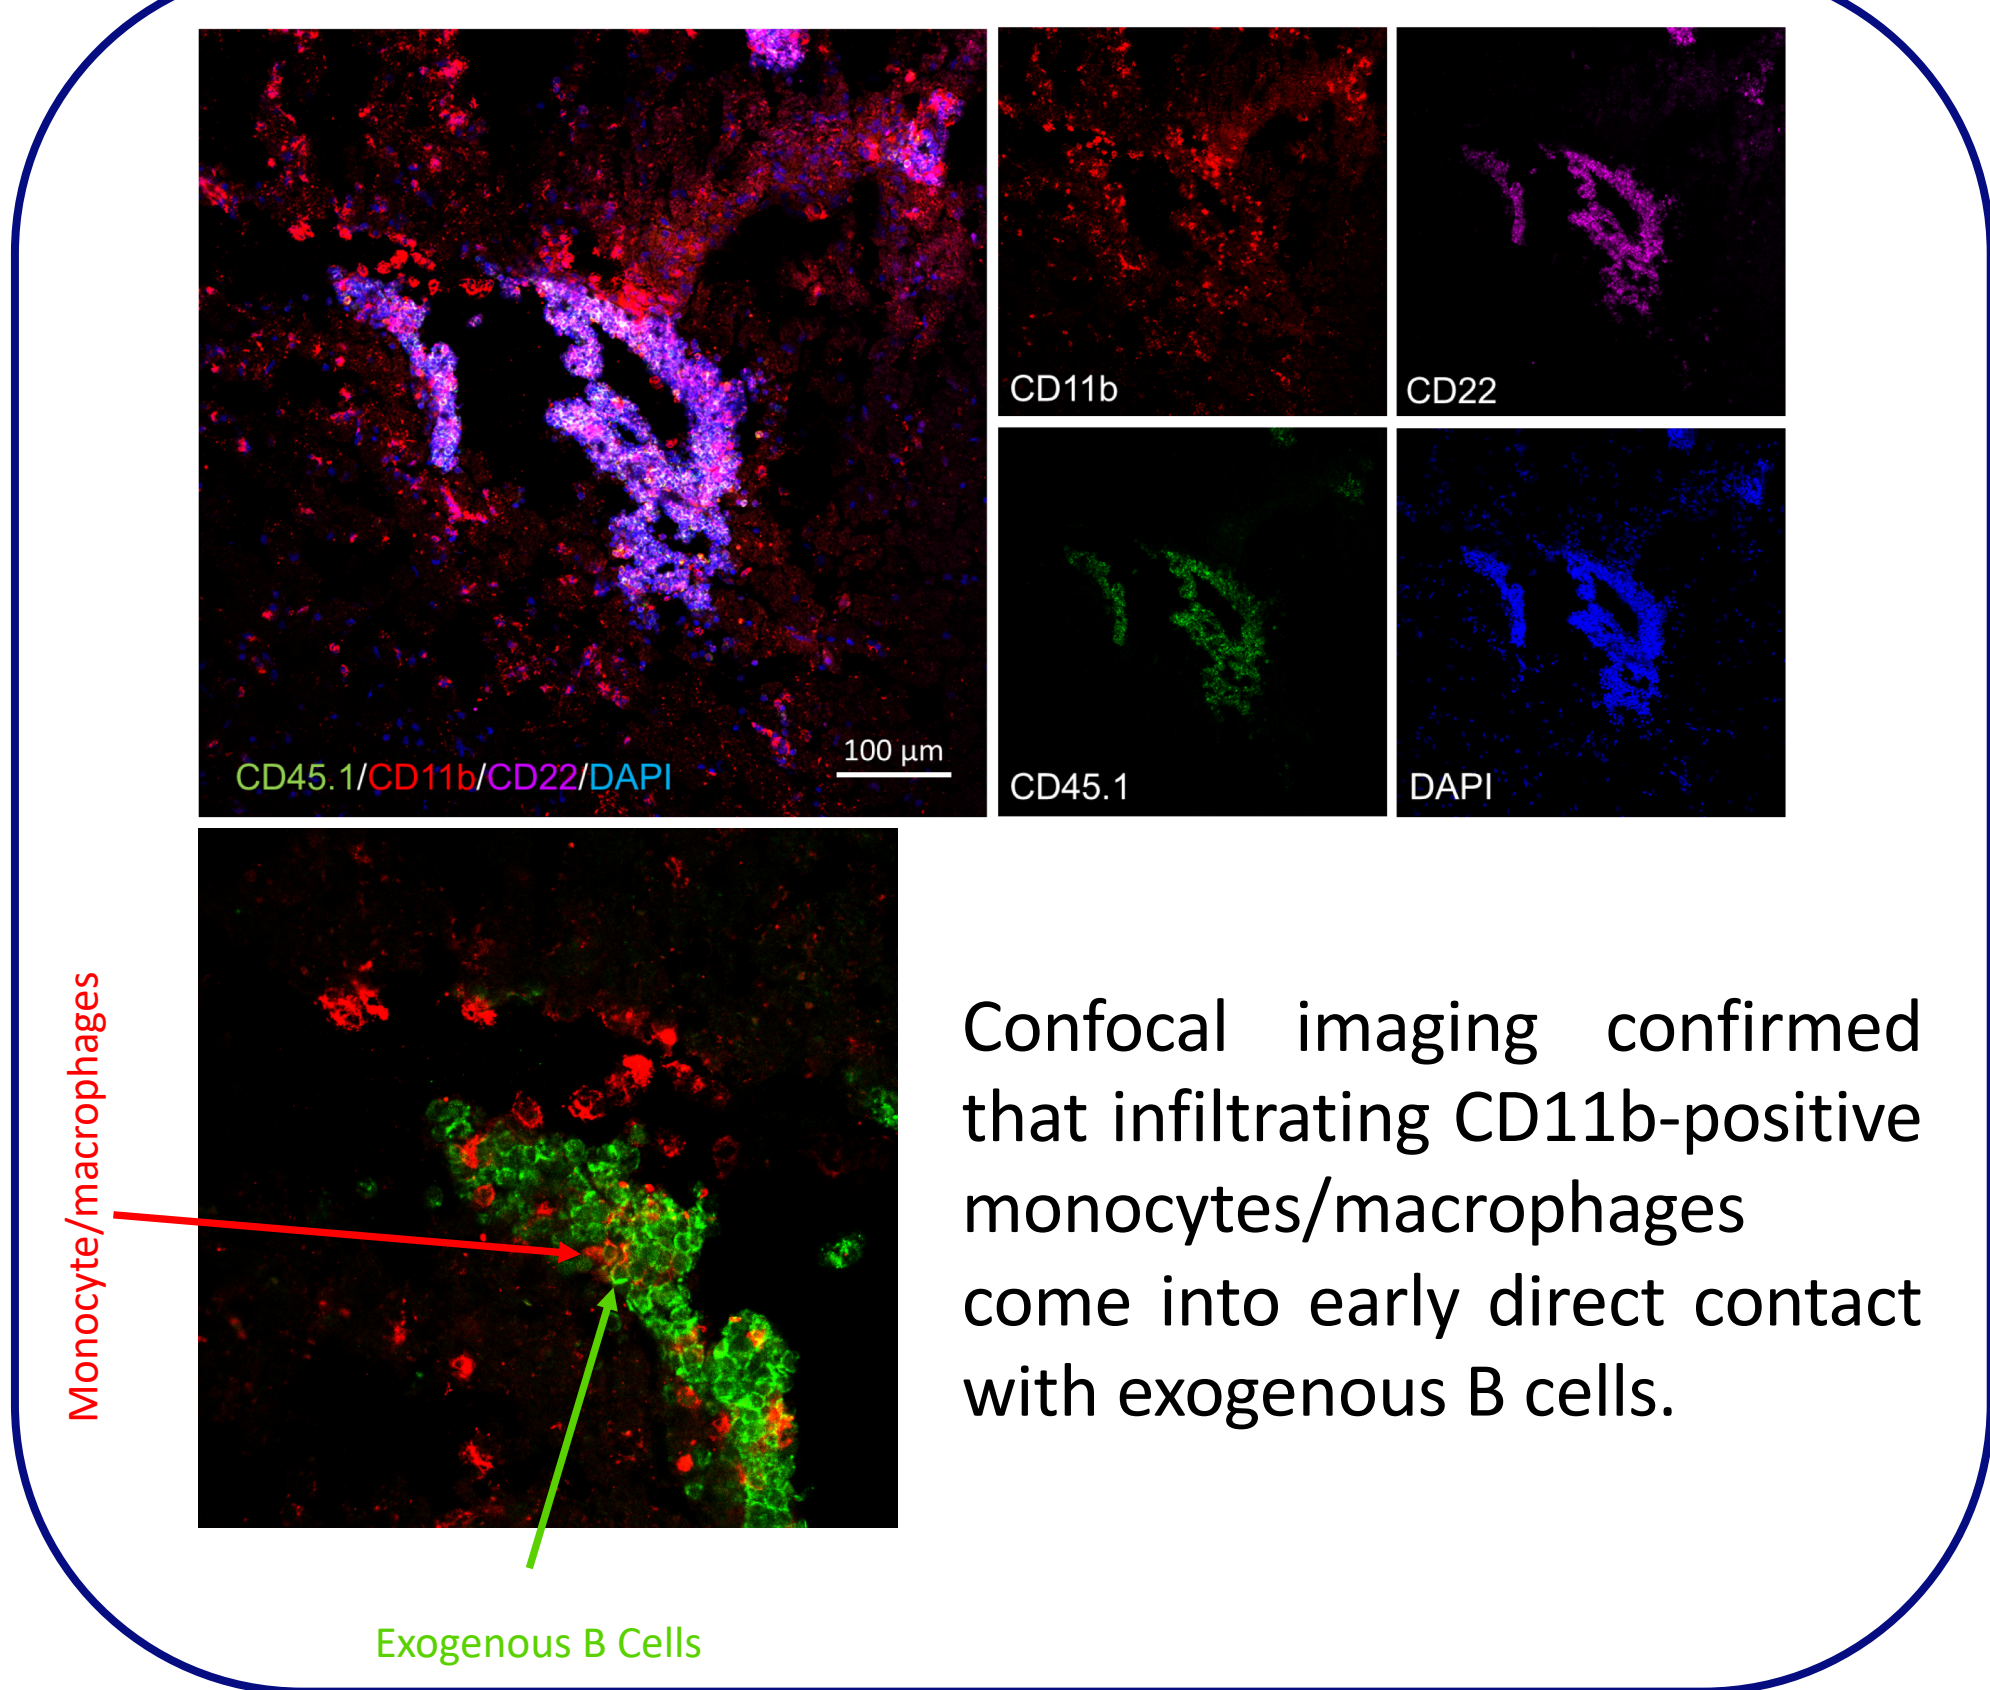 CD11b
CD22
CD45.1/CD11b/CD22/DAPI
100 µm
CD45.1
DAPI
Monocyte/macrophages
Confocal imaging confirmed
that infiltrating CD11b-positive
monocytes/macrophages
come into early direct contact
with exogenous B cells.
Exogenous B Cells